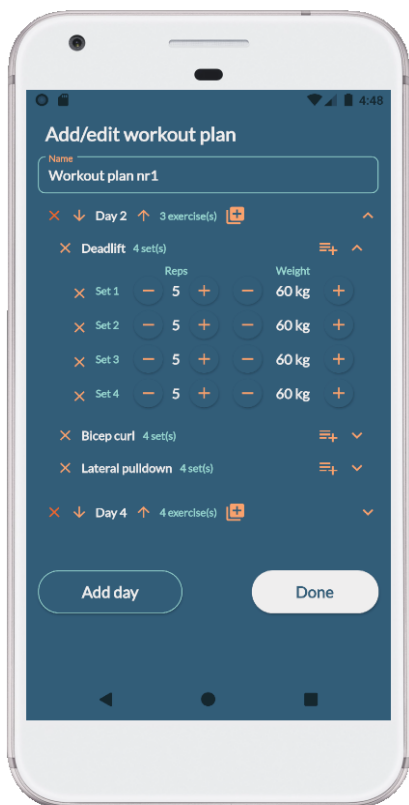 4:48
Add/edit workout plan
Name
Workout plan nr1
Day 2 3 exercise(s)
Deadlift 4 set(s)
Reps Weight
Set 1 5 60 kg
Set 2 5 60 kg
Set 3 5 60 kg
Set 4 5 60 kg
Bicep curl 4 set(s)
Lateral pulldown 4 set(s)
Day 4 4 exercise(s)
Add day Done